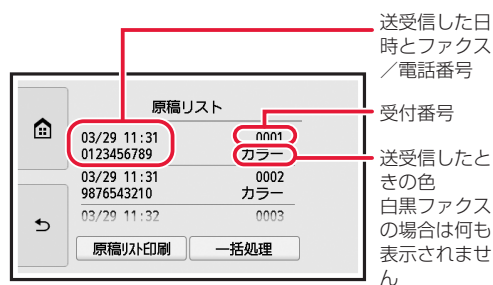 送受信した日
時とファクス
／電話番号
受付番号
送受信したと
きの色
白黒ファクス
の場合は何も
表示されませ
ん
原稿リスト
03/29 11:31 0001
0123456789 カラー
03/29 11:31 0002
9876543210 カラー
03/29 11:32 0003
原稿リスト印刷 一括処理